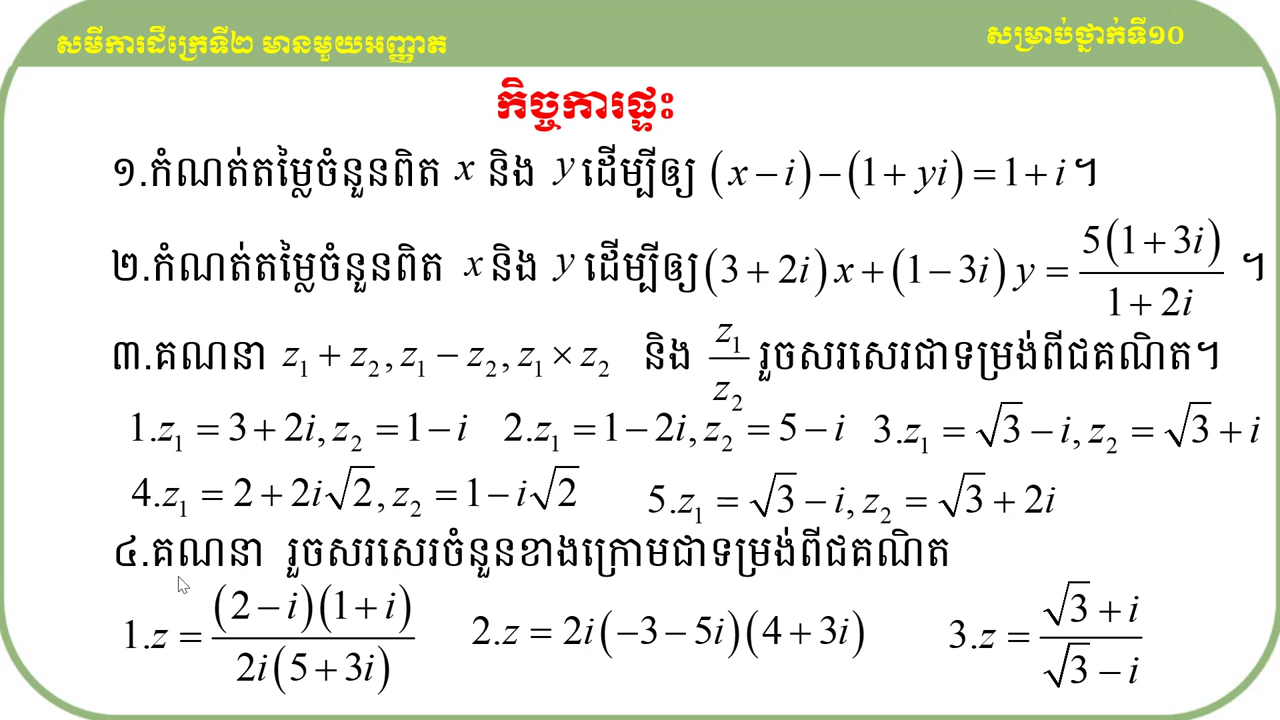 សមីការដឺក្រេទី២ មានមួយអញ្ញាត
សម្រាប់ថ្នាក់ទី១០
កិច្ចការផ្ទះ
១.កំណត់តម្លៃចំនួនពិត x និង y ដើម្បីឲ្យ (x − i) − (1 + yi) = 1 + i ។
២.កំណត់តម្លៃចំនួនពិត x និង y ដើម្បីឲ្យ (3 + 2i) x + (1 − 3i) y = 5(1 + 3i) / 1 + 2i ។
៣.គណនា z₁ + z₂, z₁ − z₂, z₁ × z₂ និង z₁ / z₂ រួចសរសេរជាទម្រង់ពីជគណិត។
1.z₁ = 3 + 2i, z₂ = 1 − i 2.z₁ = 1 − 2i, z₂ = 5 − i 3.z₁ = √3 − i, z₂ = √3 + i
4.z₁ = 2 + 2i√2, z₂ = 1 − i√2 5.z₁ = √3 − i, z₂ = √3 + 2i
៤.គណនា រួចសរសេរចំនួនខាងក្រោមជាទម្រង់ពីជគណិត
1.z = (2 − i)(1 + i) / 2i(5 + 3i) 2.z = 2i(−3 − 5i)(4 + 3i) 3.z = √3 + i / √3 − i